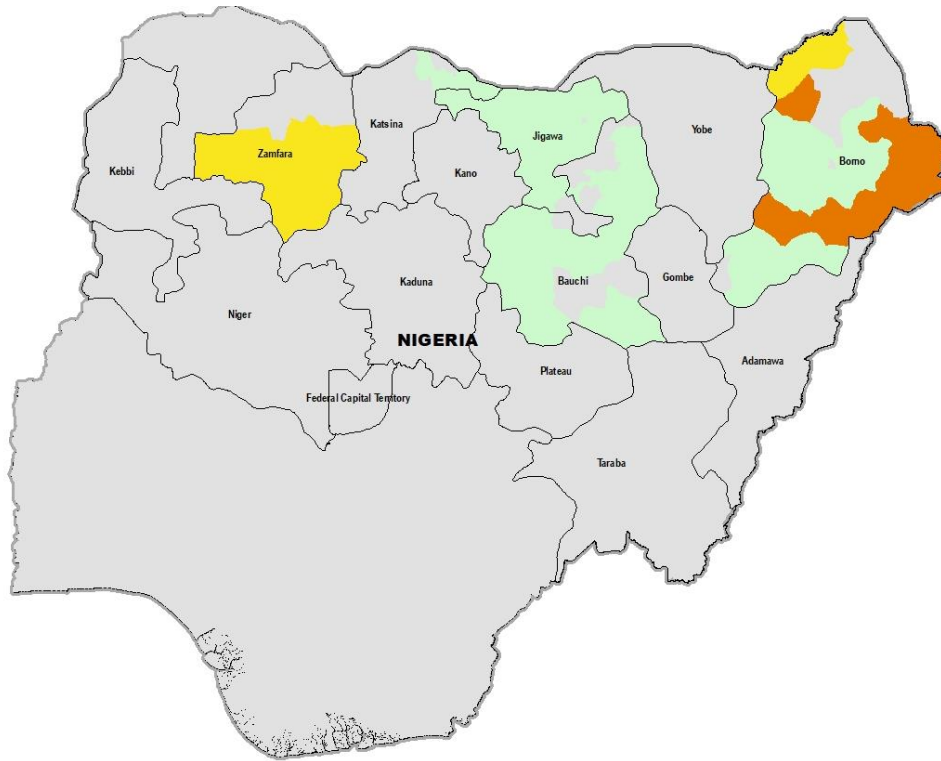 Katsina
Yobe
Jigawa
Zamfara
Borno
Kebbi
Kano
Kaduna
Bauchi
Gombe
Niger
NIGERIA
Adamawa
Plateau
Federal Capital Territory
Taraba